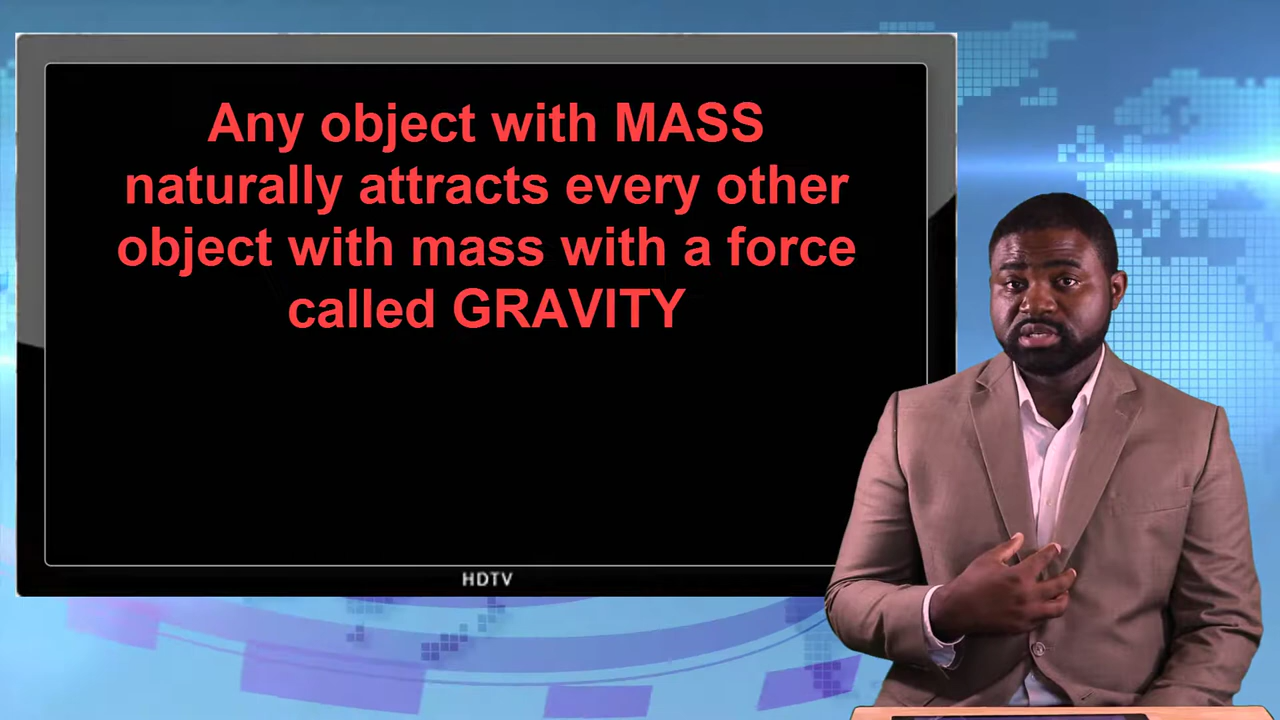 Any object with MASS
naturally attracts every other
object with mass with a force
called GRAVITY
HDTV